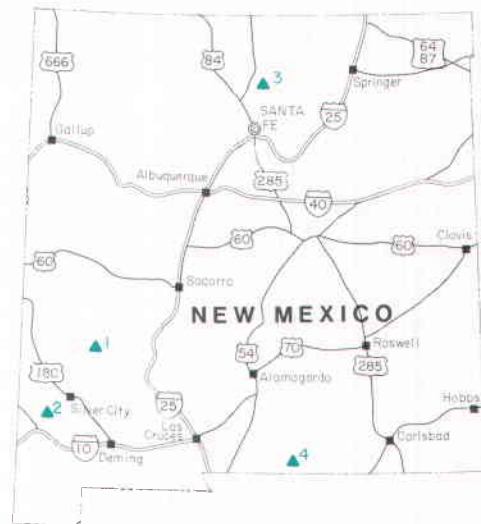 666
84
64
87
3
Springer
SANTA
FE
25
Gallup
Albuquerque
285
40
60
60
Clovis
60
Socorro
NEW MEXICO
1
54
70
Roswell
285
180
Alamogordo
2
Silver City
25
Hobbs
Las
Cruces
10
Deming
4
Carlsbad